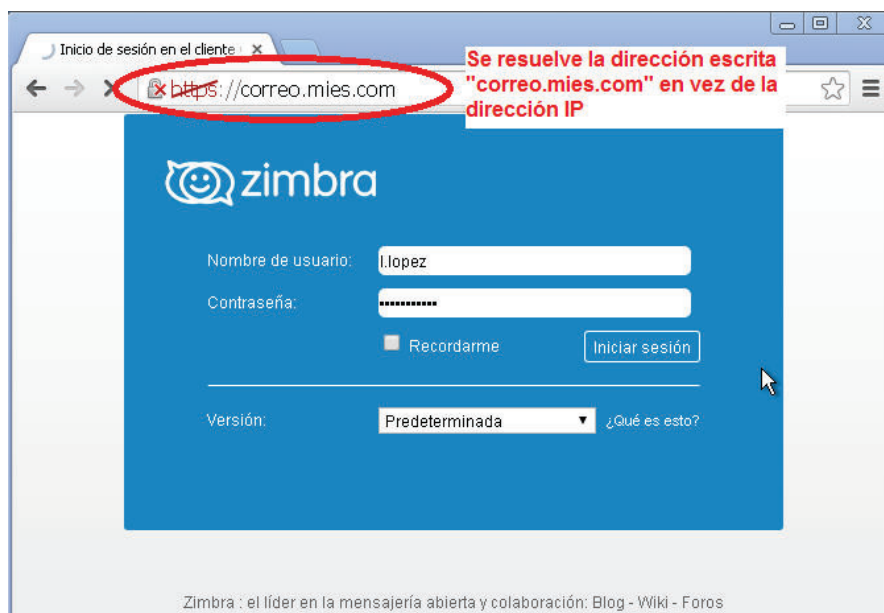 Inicio de sesión en el cliente
https://correo.mies.com
Se resuelve la dirección escrita
"correo.mies.com" en vez de la
dirección IP
zimbra
Nombre de usuario:
l.lopez
Contraseña:
•••••••••••
Recordarme
Iniciar sesión
Versión:
Predeterminada
¿Qué es esto?
Zimbra : el líder en la mensajería abierta y colaboración: Blog - Wiki - Foros